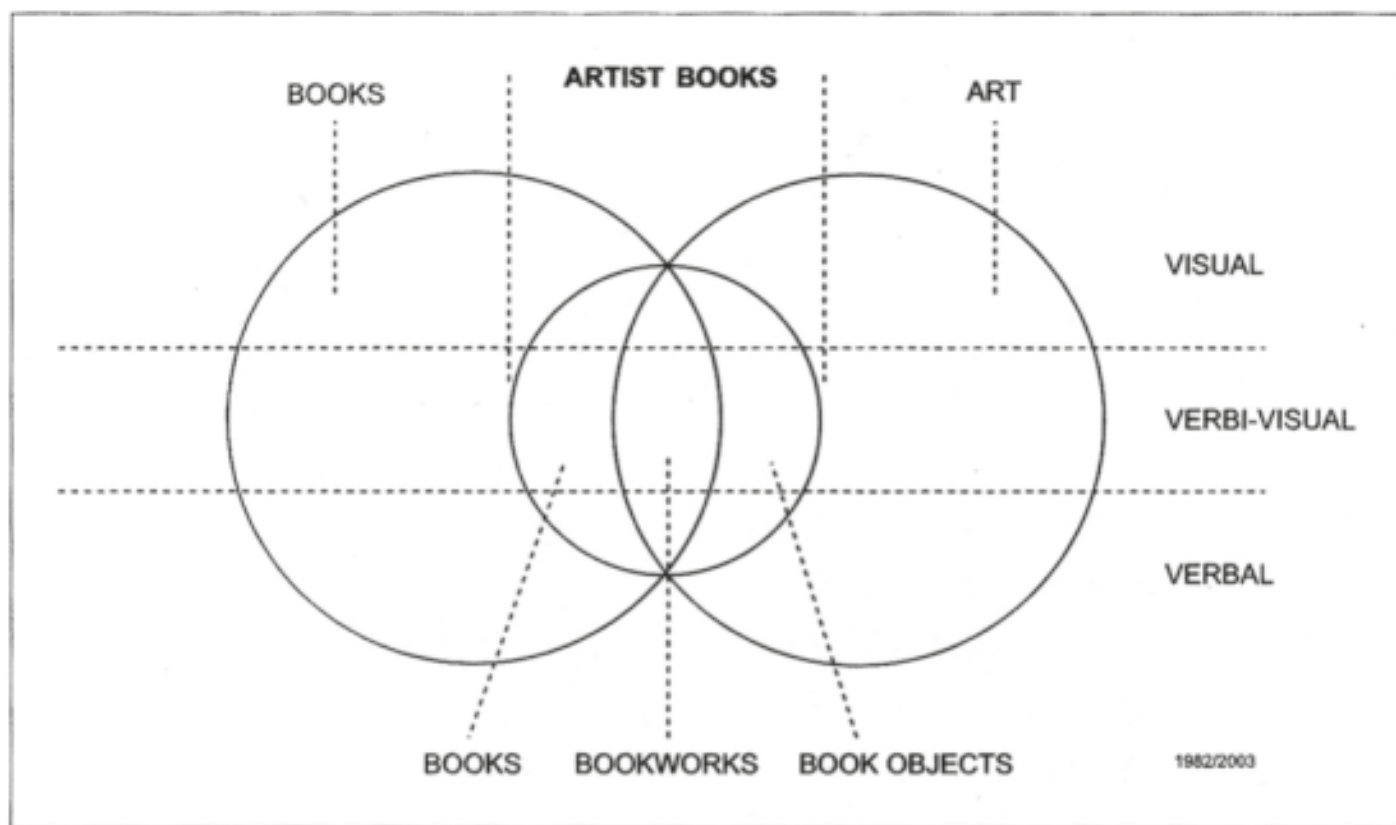 ARTIST BOOKS
BOOKS
ART
VISUAL
VERBI-VISUAL
VERBAL
BOOKS
BOOKWORKS
BOOK OBJECTS
1982/2003